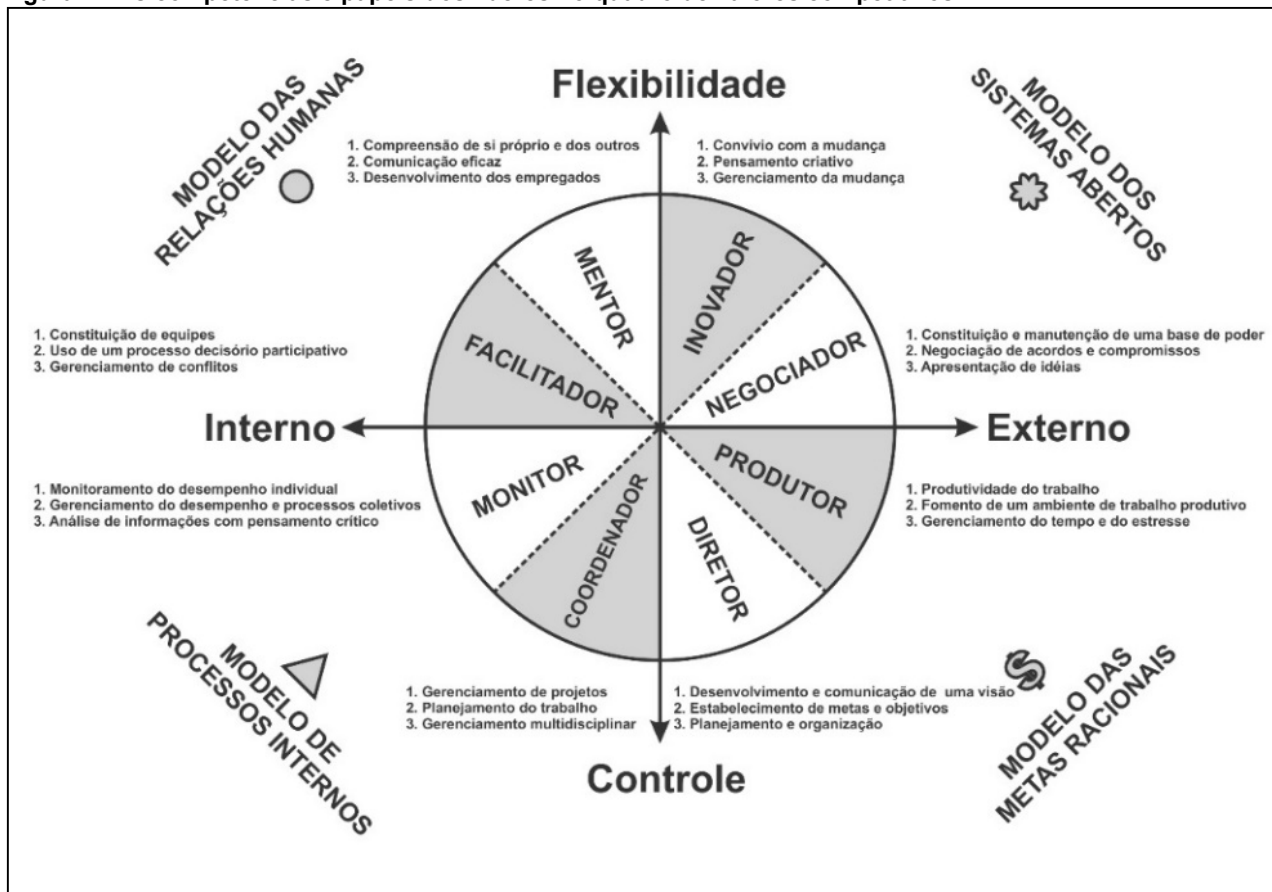 Flexibilidade
MODELO DAS
RELAÇÕES HUMANAS
MODELO DOS
SISTEMAS ABERTOS
1. Compreensão de si próprio e dos outros
2. Comunicação eficaz
3. Desenvolvimento dos empregados
1. Convívio com a mudança
2. Pensamento criativo
3. Gerenciamento da mudança
MENTOR
INOVADOR
1. Constituição de equipes
2. Uso de um processo decisório participativo
3. Gerenciamento de conflitos
FACILITADOR
NEGOCIADOR
1. Constituição e manutenção de uma base de poder
2. Negociação de acordos e compromissos
3. Apresentação de idéias
Interno
Externo
1. Monitoramento do desempenho individual
2. Gerenciamento do desempenho e processos coletivos
3. Análise de informações com pensamento crítico
MONITOR
PRODUTOR
1. Produtividade do trabalho
2. Fomento de um ambiente de trabalho produtivo
3. Gerenciamento do tempo e do estresse
COORDENADOR
DIRETOR
MODELO DE
PROCESSOS INTERNOS
1. Gerenciamento de projetos
2. Planejamento do trabalho
3. Gerenciamento multidisciplinar
1. Desenvolvimento e comunicação de uma visão
2. Estabelecimento de metas e objetivos
3. Planejamento e organização
MODELO DAS
METAS RACIONAIS
Controle